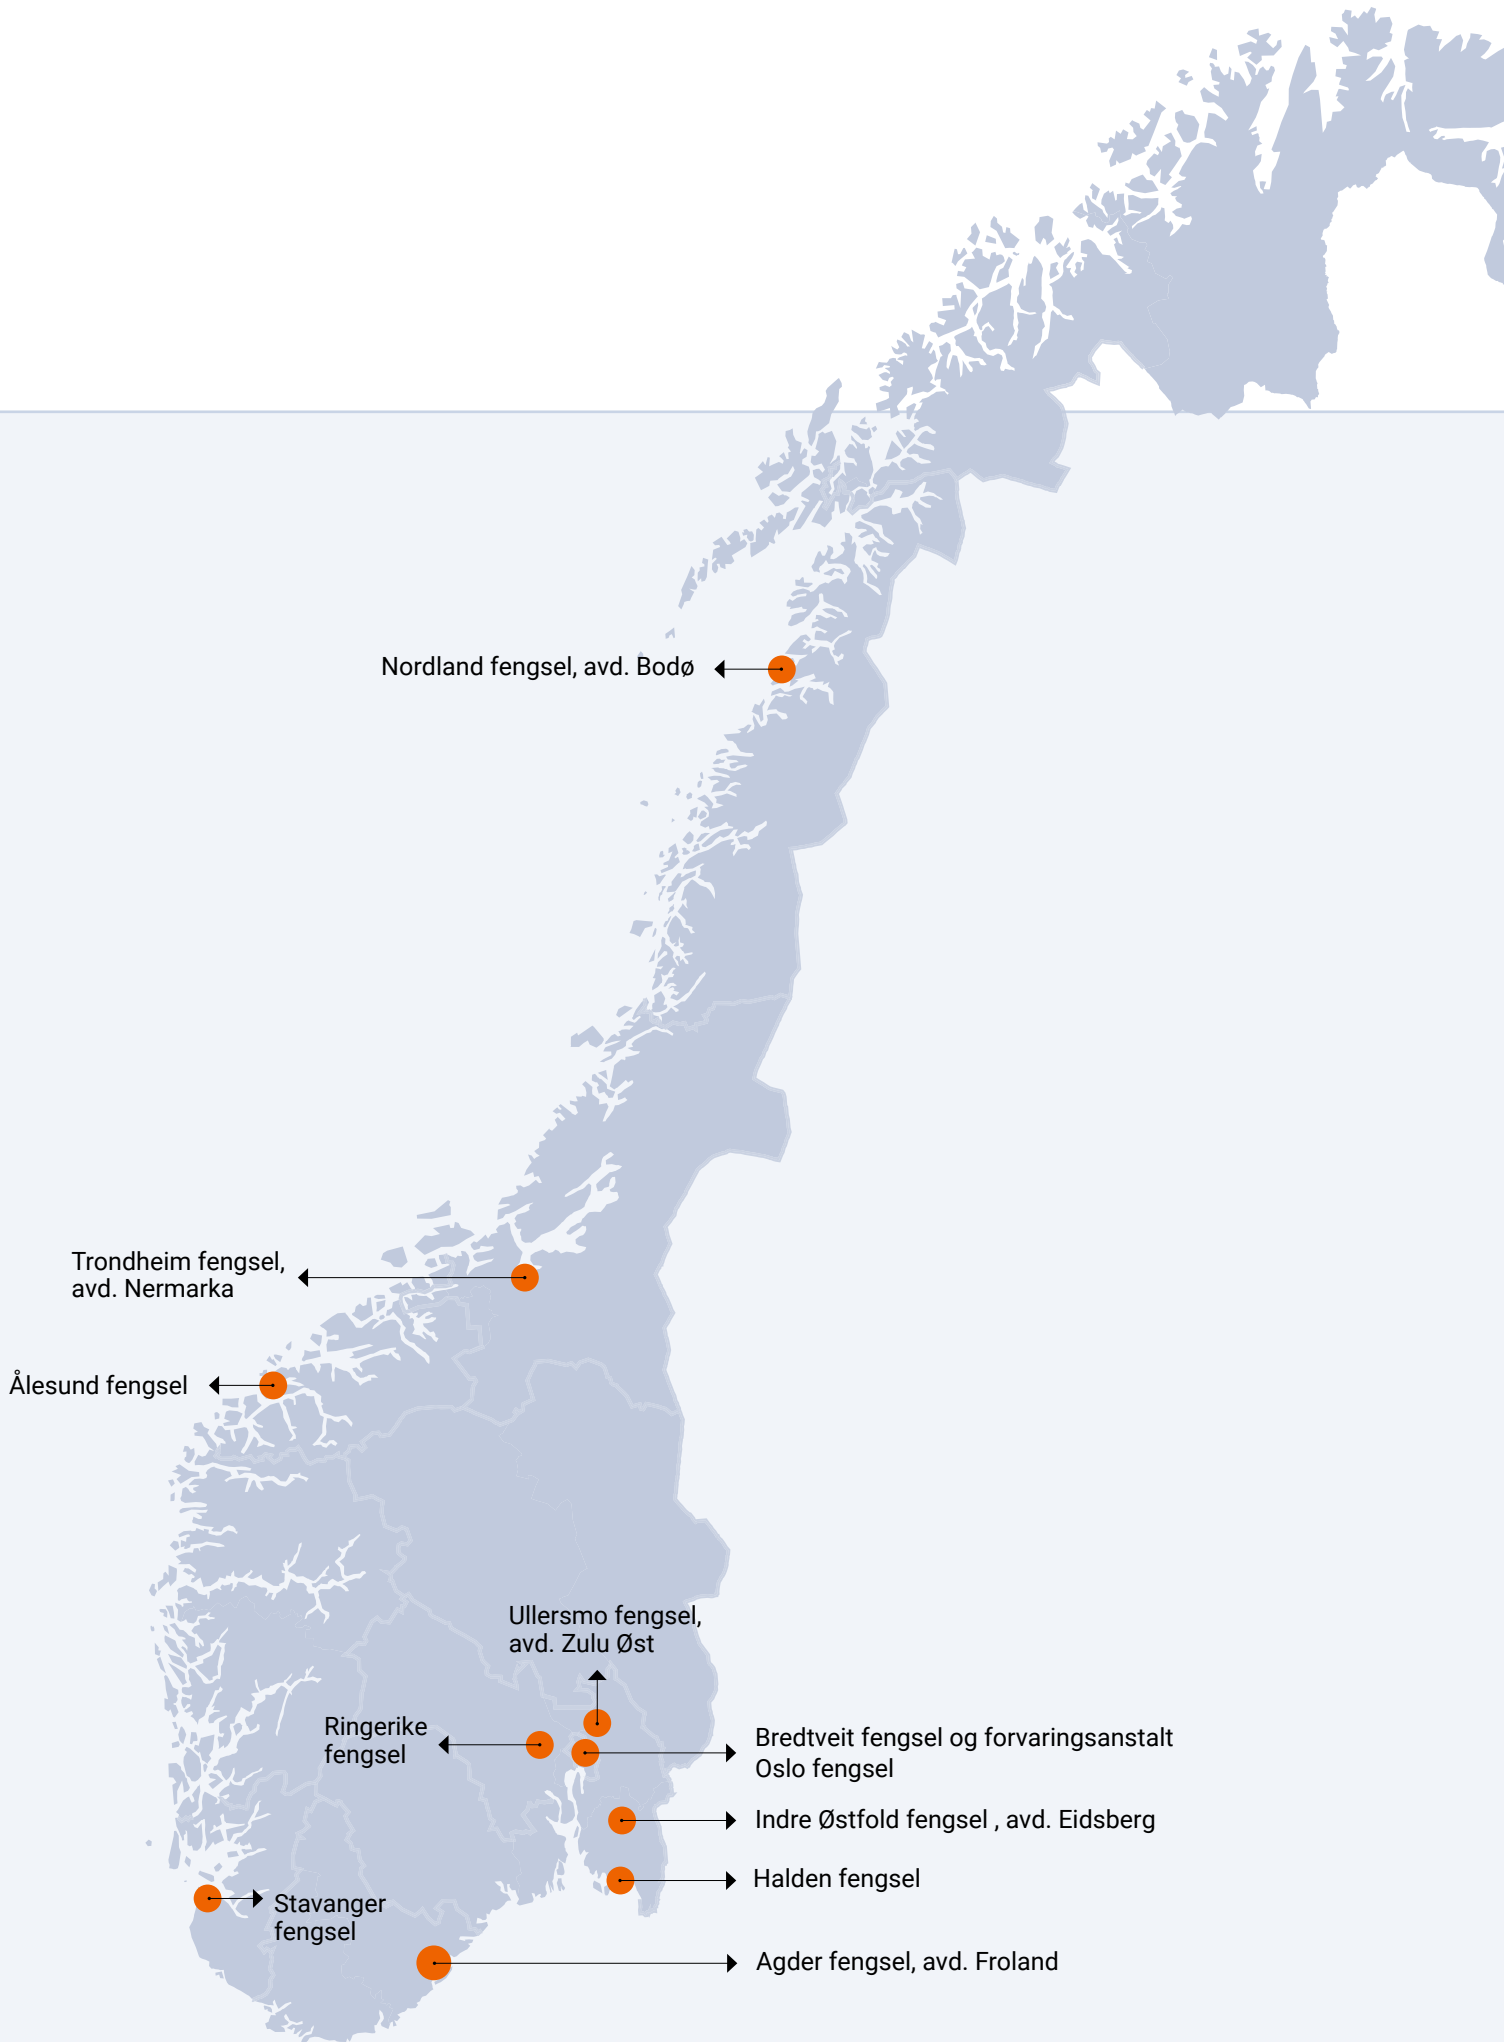 Nordland fengsel, avd. Bodø
Trondheim fengsel,
avd. Nermarka
Ålesund fengsel
Ullersmo fengsel,
avd. Zulu Øst
Ringerike
fengsel
Bredtveit fengsel og forvaringsanstalt
Oslo fengsel
Indre Østfold fengsel , avd. Eidsberg
Halden fengsel
Stavanger
fengsel
Agder fengsel, avd. Froland